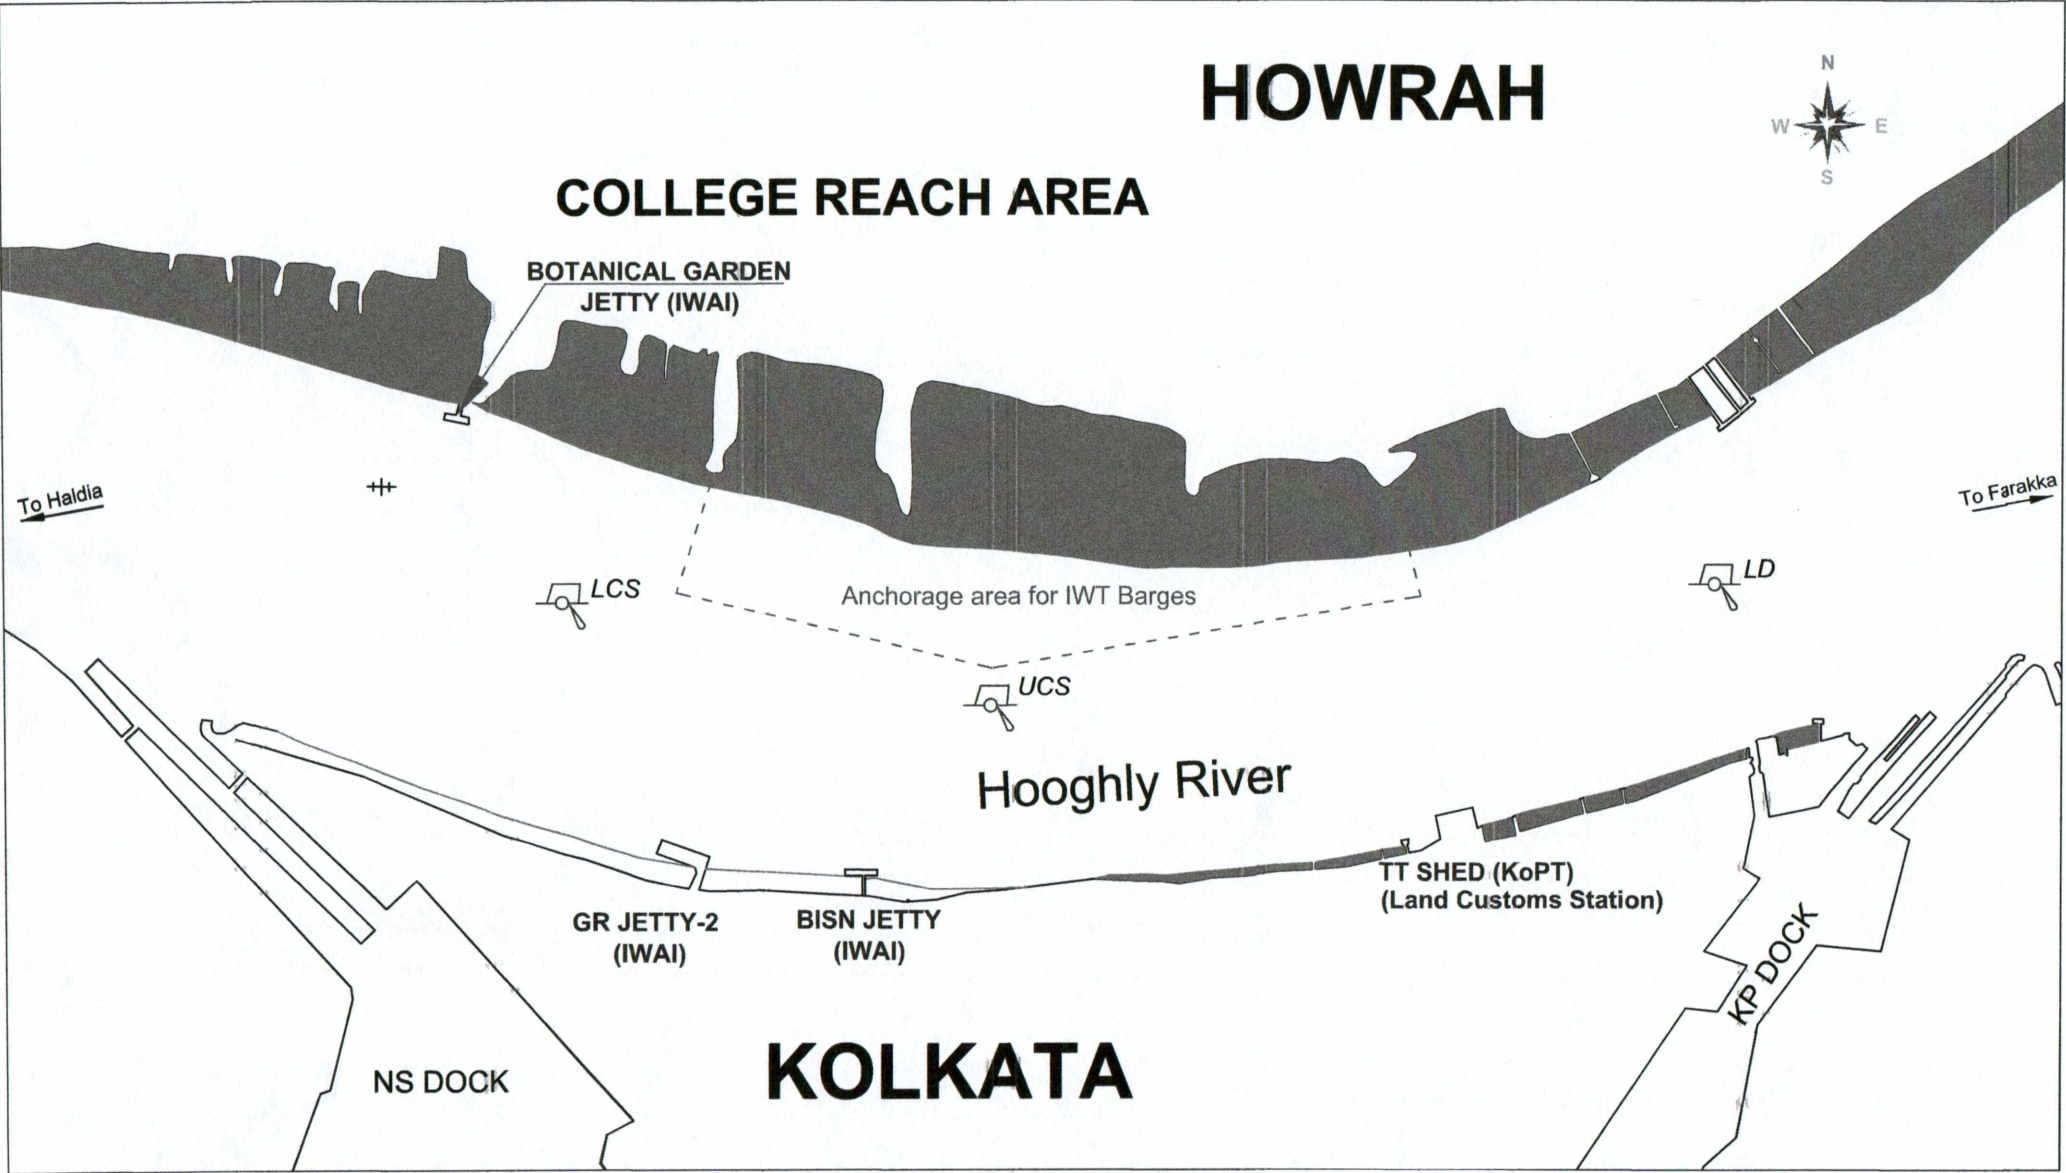 HOWRAH
N
W E
S
COLLEGE REACH AREA
BOTANICAL GARDEN
JETTY (IWAI)
To Haldia
To Farakka
LCS
Anchorage area for IWT Barges
LD
UCS
Hooghly River
TT SHED (KoPT)
(Land Customs Station)
GR JETTY-2
(IWAI)
BISN JETTY
(IWAI)
KP DOCK
NS DOCK
KOLKATA